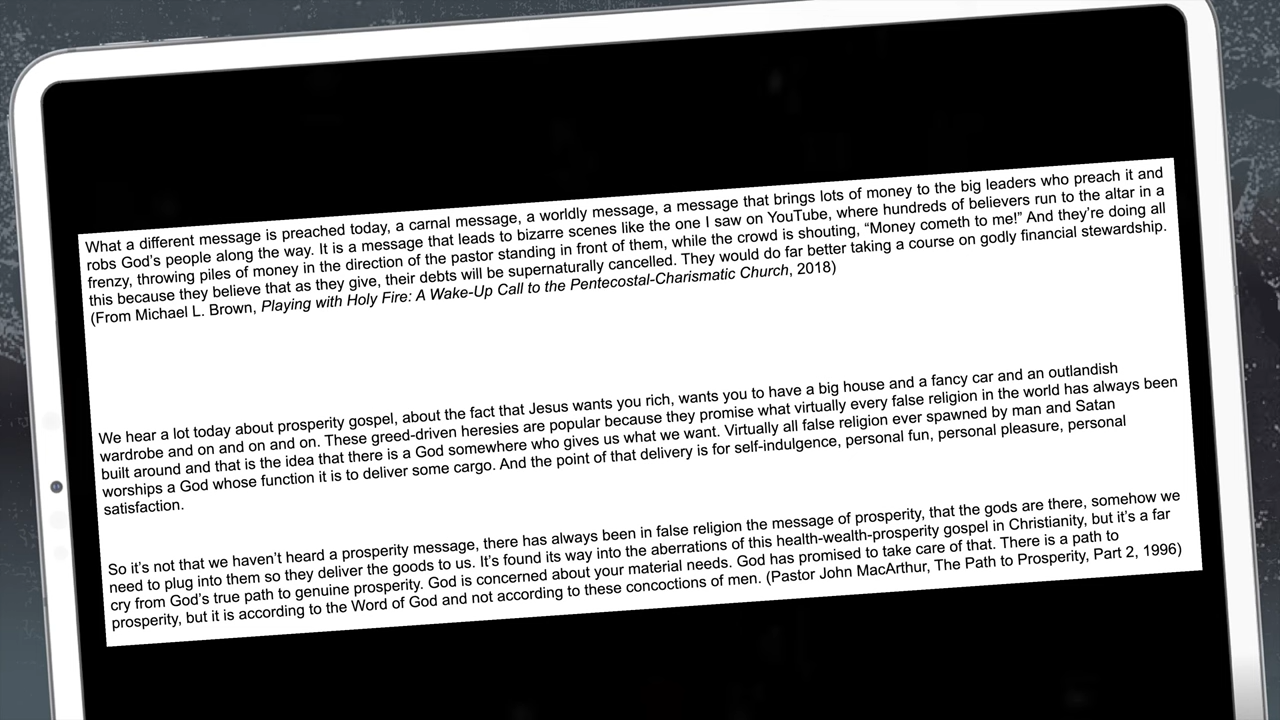 What a different message is preached today, a carnal message, a worldly message, a message that brings lots of money to the big leaders who preach it and
robs God's people along the way. It is a message that leads to bizarre scenes like the one I saw on YouTube, where hundreds of believers run to the altar in a
frenzy, throwing piles of money in the direction of the pastor standing in front of them, while the crowd is shouting, “Money cometh to me!” And they're doing all
this because they believe that as they give, their debts will be supernaturally cancelled. They would do far better taking a course on godly financial stewardship.
(From Michael L. Brown, Playing with Holy Fire: A Wake-Up Call to the Pentecostal-Charismatic Church, 2018)
We hear a lot today about prosperity gospel, about the fact that Jesus wants you rich, wants you to have a big house and a fancy car and an outlandish
wardrobe and on and on and on. These greed-driven heresies are popular because they promise what virtually every false religion in the world has always been
built around and that is the idea that there is a God somewhere who gives us what we want. Virtually all false religion ever spawned by man and Satan
worships a God whose function it is to deliver some cargo. And the point of that delivery is for self-indulgence, personal fun, personal pleasure, personal
satisfaction.
So it's not that we haven't heard a prosperity message, there has always been in false religion the message of prosperity, that the gods are there, somehow we
need to plug into them so they deliver the goods to us. It's found its way into the aberrations of this health-wealth-prosperity gospel in Christianity, but it's a far
cry from God's true path to genuine prosperity. God is concerned about your material needs. God has promised to take care of that. There is a path to
prosperity, but it is according to the Word of God and not according to these concoctions of men. (Pastor John MacArthur, The Path to Prosperity, Part 2, 1996)